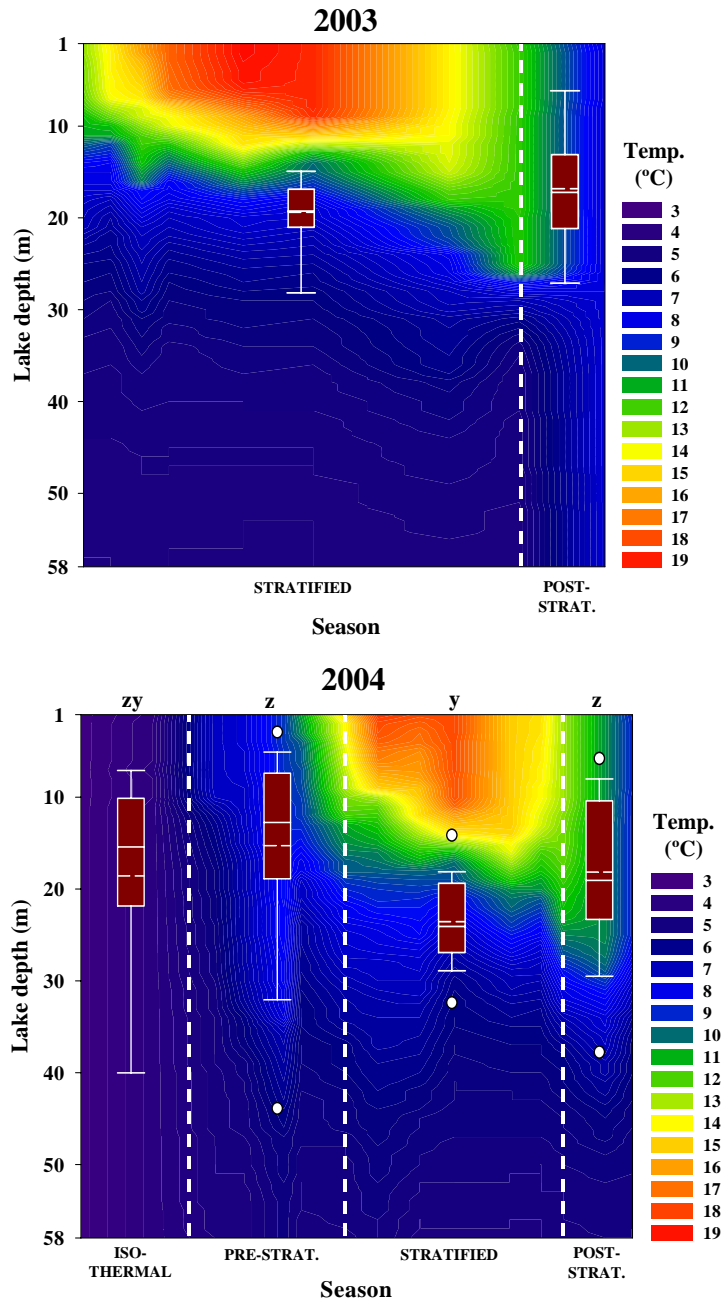 2003
1
10
20
30
40
50
58
Lake depth (m)
STRATIFIED
POST-
STRAT.
Season
Temp.
(ºC)
3
4
5
6
7
8
9
10
11
12
13
14
15
16
17
18
19
2004
zy
z
y
z
1
10
20
30
40
50
58
Lake depth (m)
ISO-
THERMAL
PRE-STRAT.
STRATIFIED
POST-
STRAT.
Season
Temp.
(ºC)
3
4
5
6
7
8
9
10
11
12
13
14
15
16
17
18
19